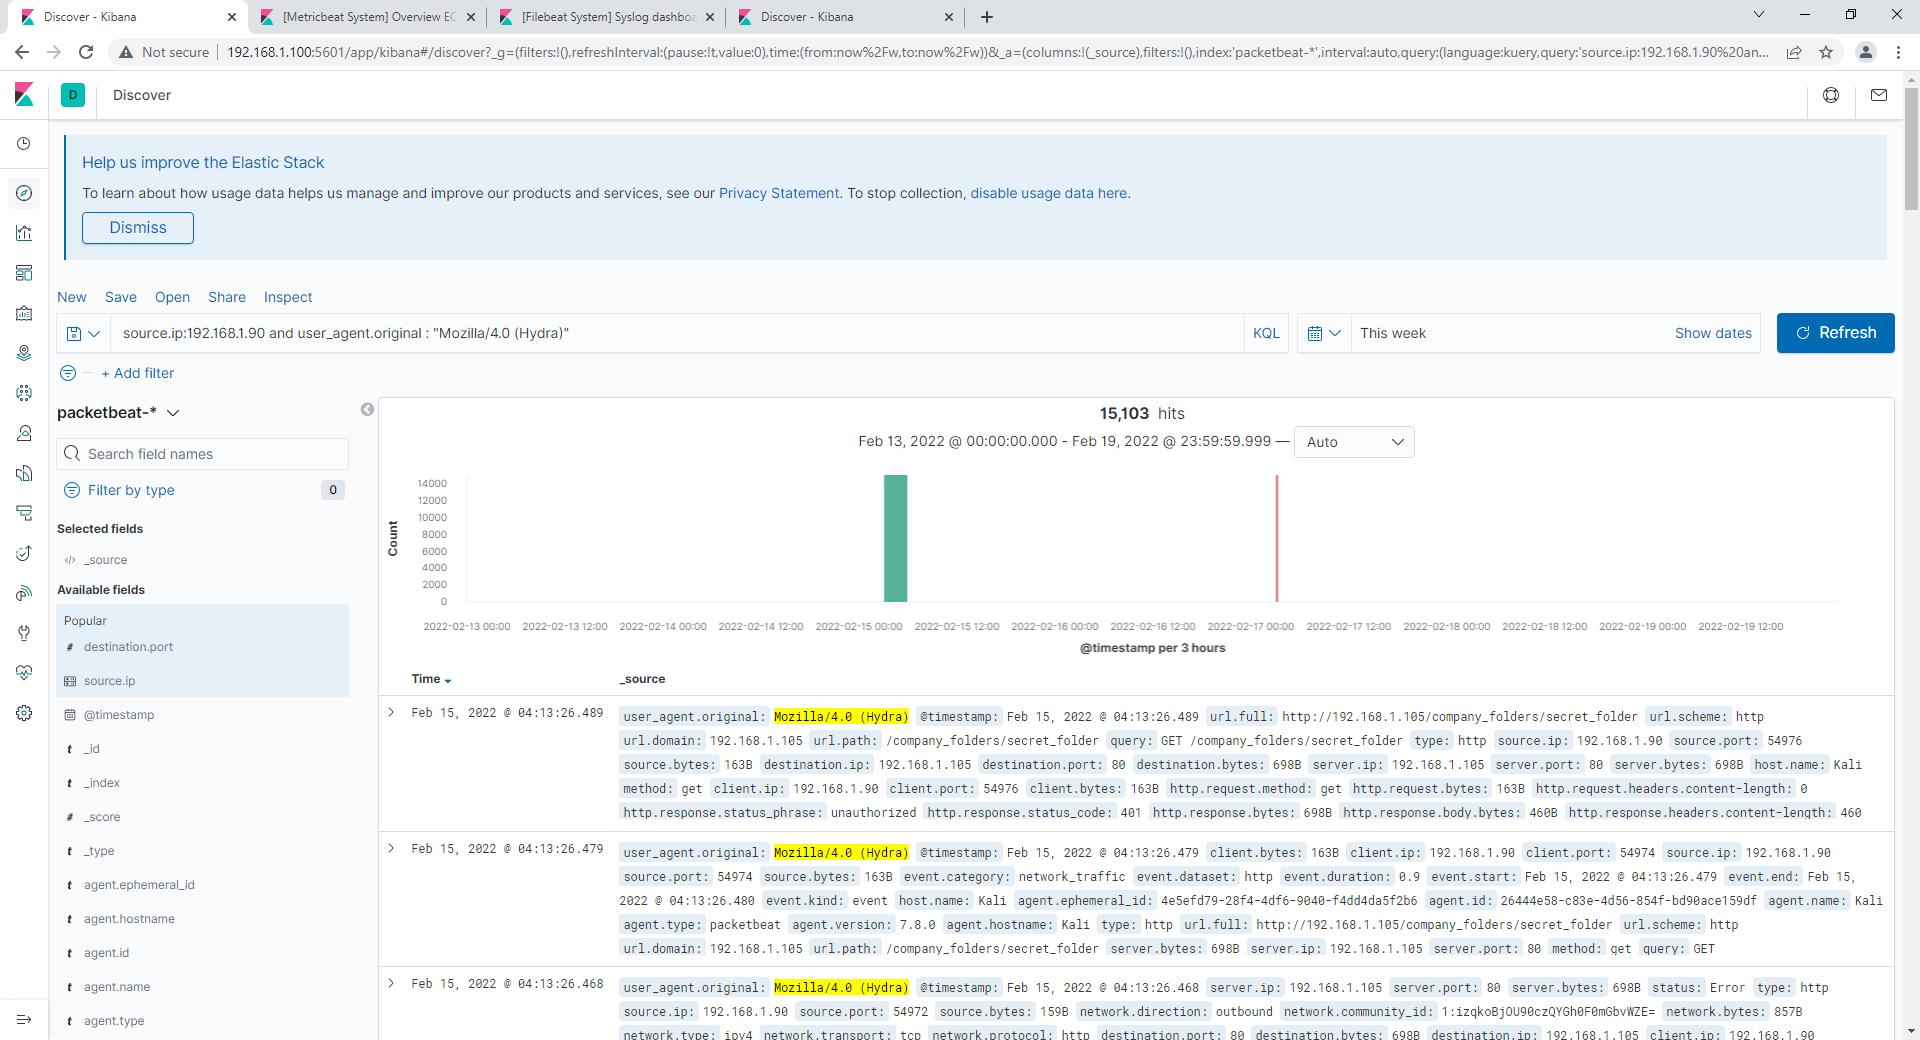 Discover - Kibana
[Metricbeat System] Overview EC
[Filebeat System] Syslog dashboa
Discover - Kibana
Not secure
192.168.1.100:5601/app/kibana#/discover?_g=(filters:!(),refreshInterval:(pause:!t,value:0),time:(from:now%2Fw,to:now%2Fw))&_a=(columns:!(_source),filters:!(),index:'packetbeat-*',interval:auto,query:(language:kuery,query:'source.ip:192.168.1.90%20an...
D
Discover
Help us improve the Elastic Stack
To learn about how usage data helps us manage and improve our products and services, see our Privacy Statement. To stop collection, disable usage data here.
Dismiss
New Save Open Share Inspect
source.ip:192.168.1.90 and user_agent.original : "Mozilla/4.0 (Hydra)"
KQL
This week
Show dates
Refresh
+ Add filter
packetbeat-*
Search field names
Filter by type
0
Selected fields
_source
Available fields
Popular
# destination.port
source.ip
@timestamp
t _id
t _index
# _score
t _type
t agent.ephemeral_id
t agent.hostname
t agent.id
t agent.name
t agent.type
15,103 hits
Feb 13, 2022 @ 00:00:00.000 - Feb 19, 2022 @ 23:59:59.999 —
Auto
Count
14000
12000
10000
8000
6000
4000
2000
0
2022-02-13 00:00 2022-02-13 12:00 2022-02-14 00:00 2022-02-14 12:00 2022-02-15 00:00 2022-02-15 12:00 2022-02-16 00:00 2022-02-16 12:00 2022-02-17 00:00 2022-02-17 12:00 2022-02-18 00:00 2022-02-18 12:00 2022-02-19 00:00 2022-02-19 12:00
@timestamp per 3 hours
Time
_source
Feb 15, 2022 @ 04:13:26.489
user_agent.original: Mozilla/4.0 (Hydra) @timestamp: Feb 15, 2022 @ 04:13:26.489 url.full: http://192.168.1.105/company_folders/secret_folder url.scheme: http
url.domain: 192.168.1.105 url.path: /company_folders/secret_folder query: GET /company_folders/secret_folder type: http source.ip: 192.168.1.90 source.port: 54976
source.bytes: 163B destination.ip: 192.168.1.105 destination.port: 80 destination.bytes: 698B server.ip: 192.168.1.105 server.port: 80 server.bytes: 698B host.name: Kali
method: get client.ip: 192.168.1.90 client.port: 54976 client.bytes: 163B http.request.method: get http.request.bytes: 163B http.request.headers.content-length: 0
http.response.status_phrase: unauthorized http.response.status_code: 401 http.response.bytes: 698B http.response.body.bytes: 460B http.response.headers.content-length: 460
Feb 15, 2022 @ 04:13:26.479
user_agent.original: Mozilla/4.0 (Hydra) @timestamp: Feb 15, 2022 @ 04:13:26.479 client.bytes: 163B client.ip: 192.168.1.90 client.port: 54974 source.ip: 192.168.1.90
source.port: 54974 source.bytes: 163B event.category: network_traffic event.dataset: http event.duration: 0.9 event.start: Feb 15, 2022 @ 04:13:26.479 event.end: Feb 15,
2022 @ 04:13:26.480 event.kind: event host.name: Kali agent.ephemeral_id: 4e5efd79-28f4-4df6-9040-f4dd4da5f2b6 agent.id: 26444e58-c83e-4d56-854f-bd90ace159df agent.name: Kali
agent.type: packetbeat agent.version: 7.8.0 agent.hostname: Kali type: http url.full: http://192.168.1.105/company_folders/secret_folder url.scheme: http
url.domain: 192.168.1.105 url.path: /company_folders/secret_folder server.bytes: 698B server.ip: 192.168.1.105 server.port: 80 method: get query: GET
Feb 15, 2022 @ 04:13:26.468
user_agent.original: Mozilla/4.0 (Hydra) @timestamp: Feb 15, 2022 @ 04:13:26.468 server.ip: 192.168.1.105 server.port: 80 server.bytes: 698B status: Error type: http
source.ip: 192.168.1.90 source.port: 54972 source.bytes: 159B network.direction: outbound network.community_id: 1:izqkoBjOU90czQYGh0F0mGbvWZE= network.bytes: 857B
network.type: ipv4 network.transport: tcp network.protocol: http destination.port: 80 destination.bytes: 698B destination.ip: 192.168.1.105 client.ip: 192.168.1.90